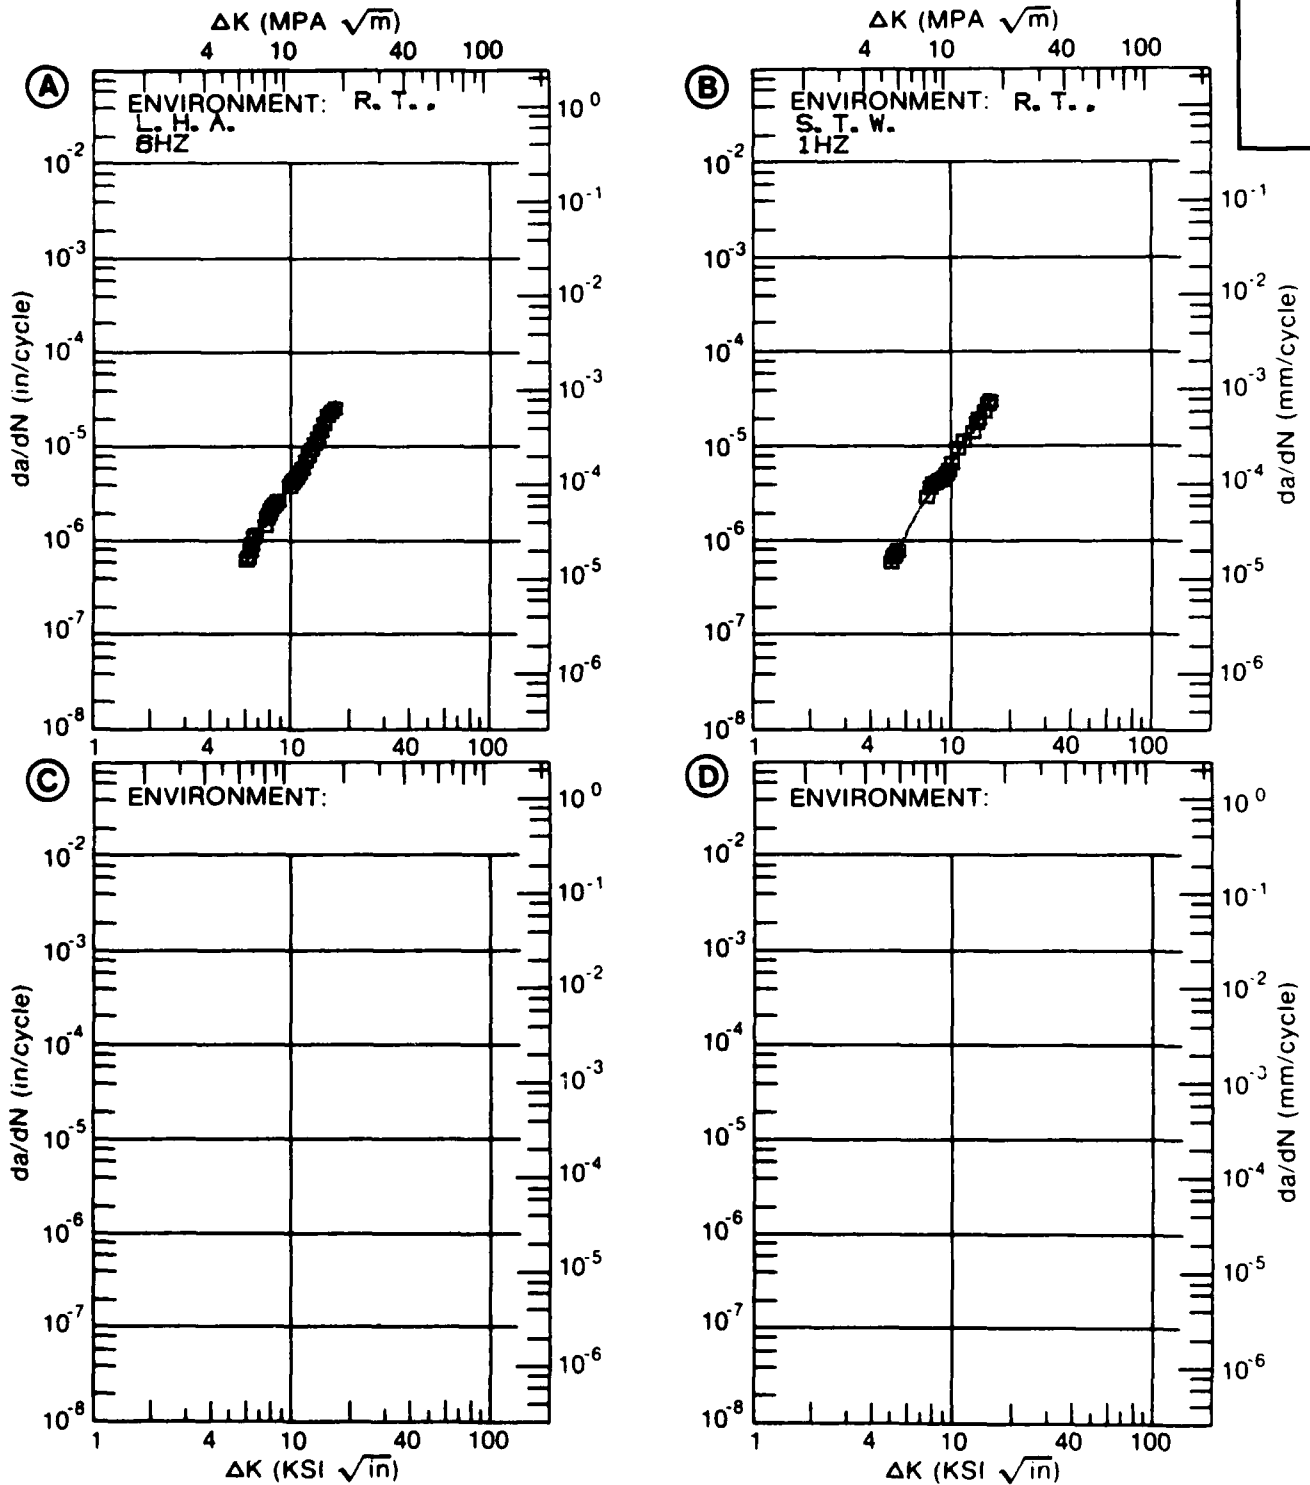 ΔK (MPA √m)
4 10 40 100
A
ENVIRONMENT: R. T.,
L. H. A.
6HZ
10^0
10^-2
10^-1
10^-3
10^-2
10^-4
10^-3
10^-5
10^-4
10^-6
10^-5
10^-7
10^-6
10^-8
1 4 10 40 100
da/dN (in/cycle)
ΔK (MPA √m)
4 10 40 100
B
ENVIRONMENT: R. T.,
S. T. W.
1HZ
10^-2
10^-1
10^-3
10^-2
10^-4
10^-3
10^-5
10^-4
10^-6
10^-5
10^-7
10^-6
10^-8
1 4 10 40 100
da/dN (mm/cycle)
C
ENVIRONMENT:
10^0
10^-2
10^-1
10^-3
10^-2
10^-4
10^-3
10^-5
10^-4
10^-6
10^-5
10^-7
10^-6
10^-8
1 4 10 40 100
da/dN (in/cycle)
ΔK (KSI √in)
D
ENVIRONMENT:
10^0
10^-2
10^-1
10^-3
10^-2
10^-4
10^-3
10^-5
10^-4
10^-6
10^-5
10^-7
10^-6
10^-8
1 4 10 40 100
da/dN (mm/cycle)
ΔK (KSI √in)